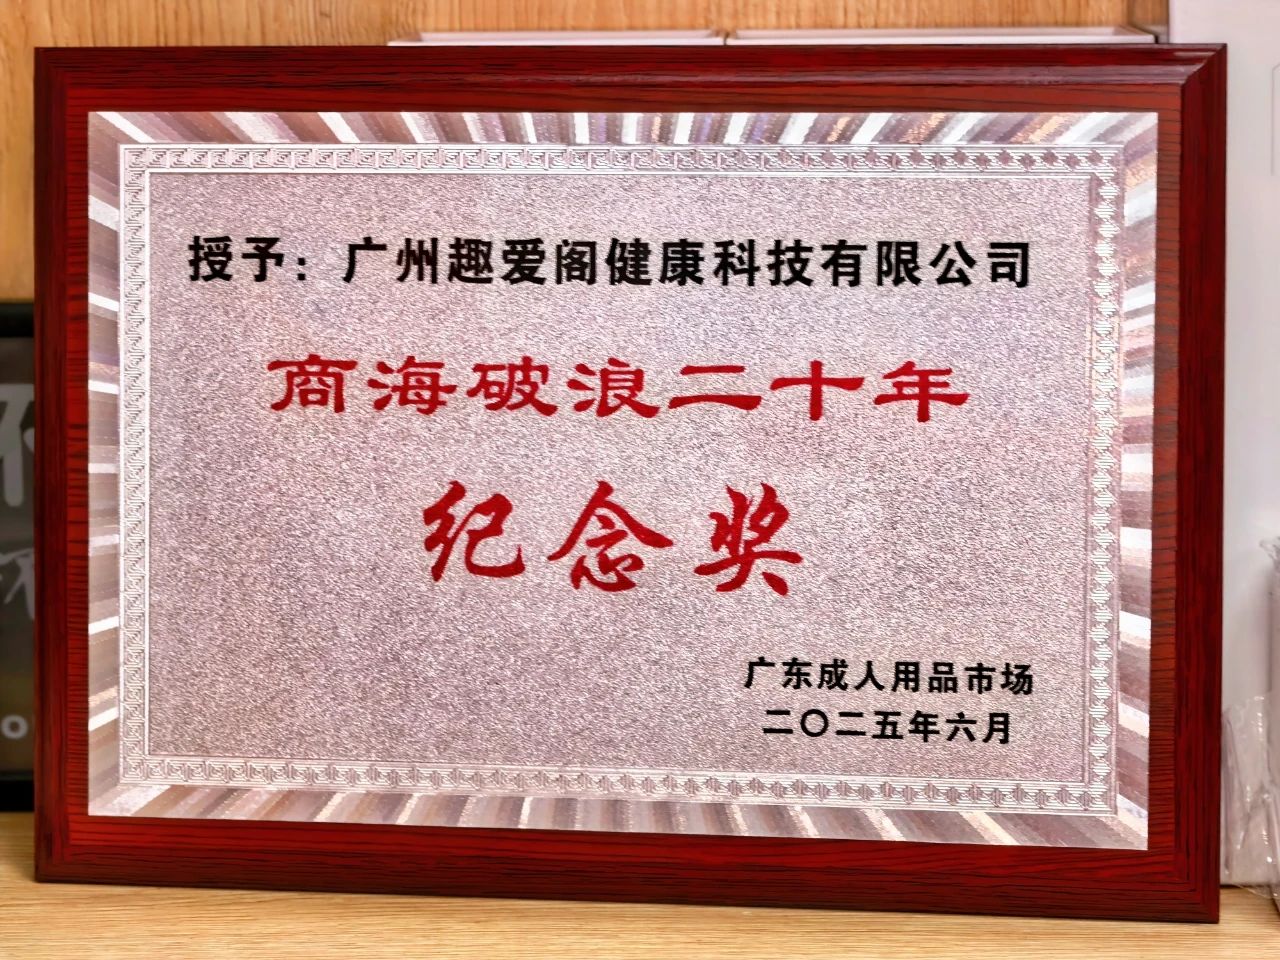 授予：广州趣爱阁健康科技有限公司
商海破浪二十年
纪念奖
广东成人用品市场
二〇二五年六月